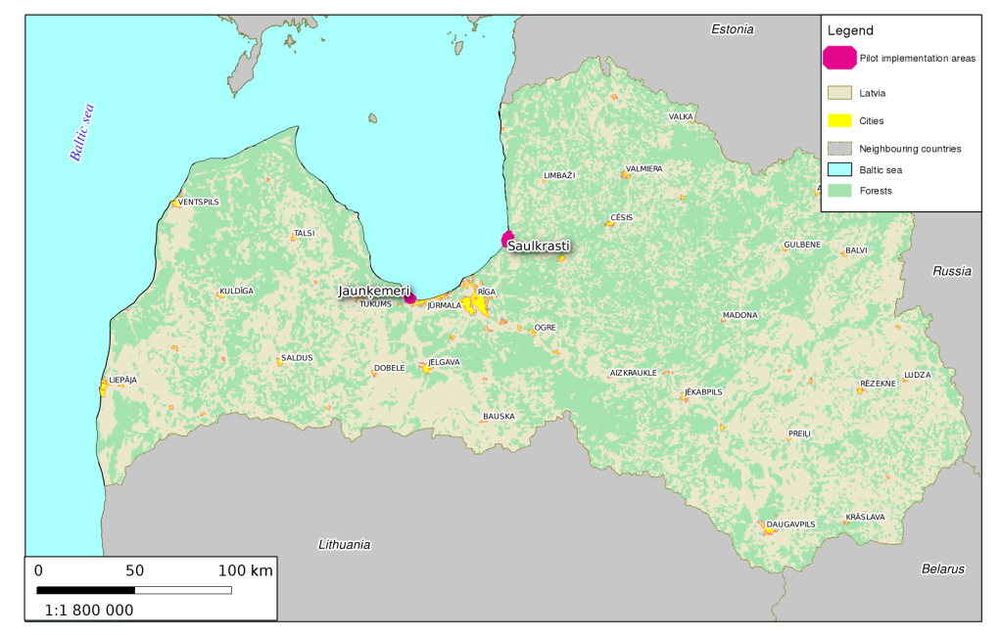 Estonia
Legend
Pilot implementation areas
Latvia
Cities
Neighbouring countries
Baltic sea
Forests
Baltic sea
VALKA
LIMBAŽI
VALMIERA
A
VENTSPILS
CĒSIS
TALSI
Saulkrasti
GULBENE
BALVI
Russia
KULDĪGA
Jaunķemeri
RĪGA
TUKUMS
JŪRMALA
MADONA
OGRE
SALDUS
DOBELE
JELGAVA
AIZKRAUKLE
LIEPĀJA
JĒKABPILS
RĒZEKNE
LUDZA
BAUSKA
PREIĻI
KRĀSLAVA
DAUGAVPILS
Lithuania
Belarus
0 50 100 km
1:1 800 000